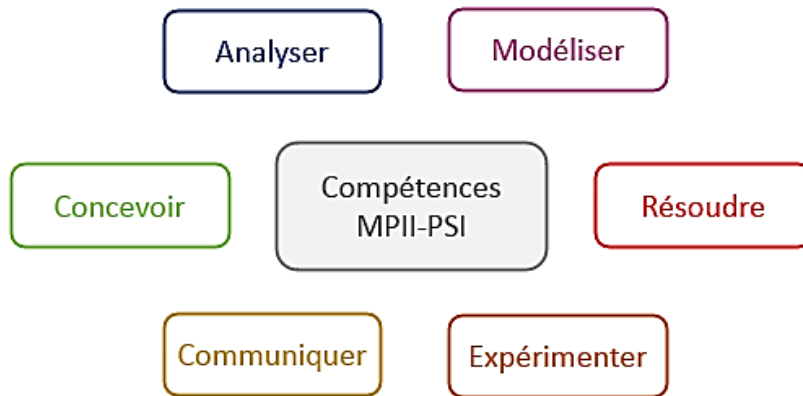 Analyser
Modéliser
Concevoir
Compétences
MPII-PSI
Résoudre
Communiquer
Expérimenter